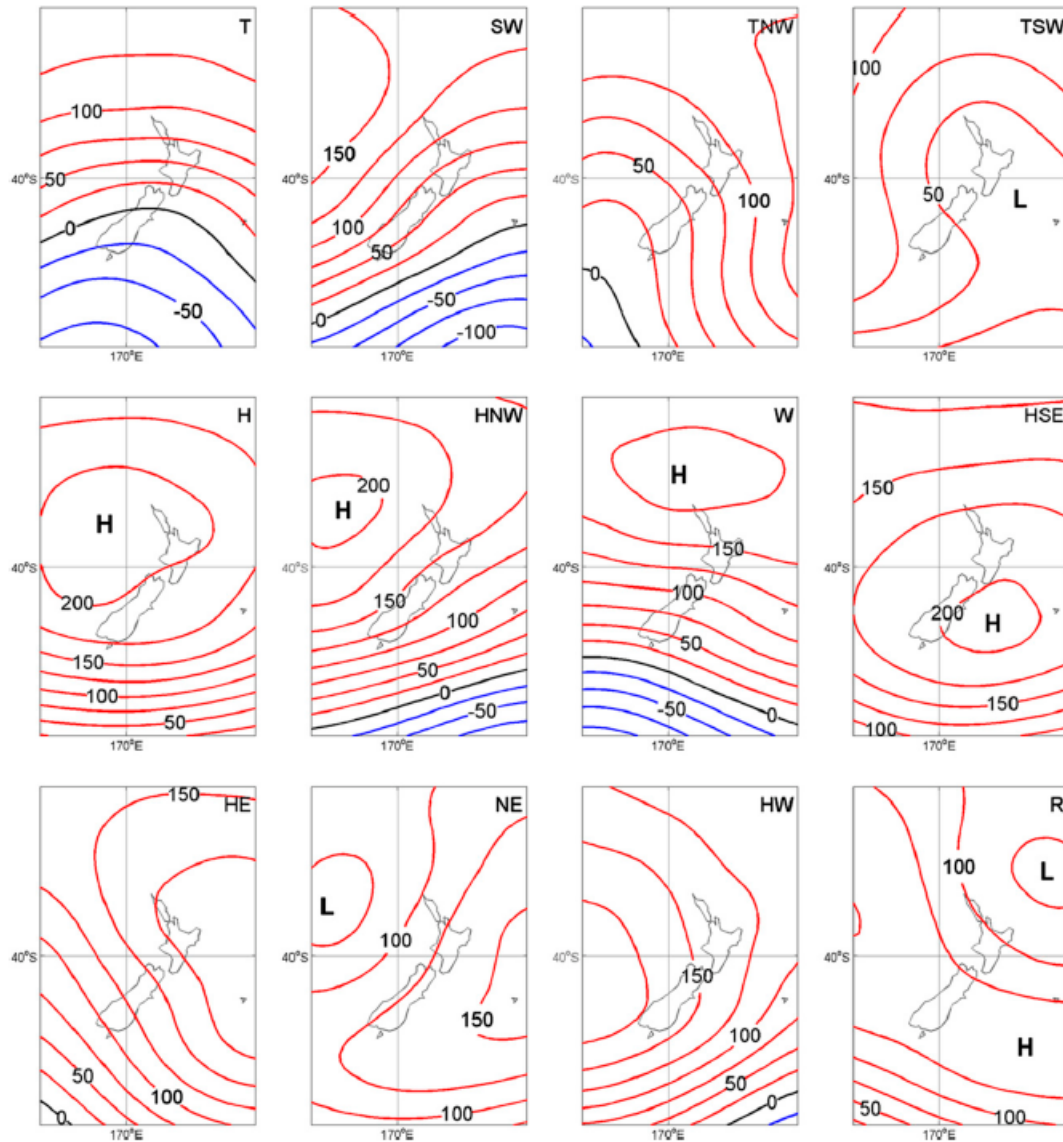 T SW TNW TSW
100 150 50 100 100
50 100 50
40°S 50 L
0 50 0
-50 -50 0 -100
170°E 170°E 170°E 170°E
H HNW W HSE
H 200 H H 150
40°S 40°S 40°S 150 40°S
200 150 100 200 H
150 100 50 150
100 50 0
50 -50 -50 0 100
170°E 170°E 170°E 170°E
150 HE NE HW R
L 100 L
40°S 40°S 100 40°S 150 40°S
50 100 150 100 H
0 100 50 0 50 100
170°E 170°E 170°E 170°E